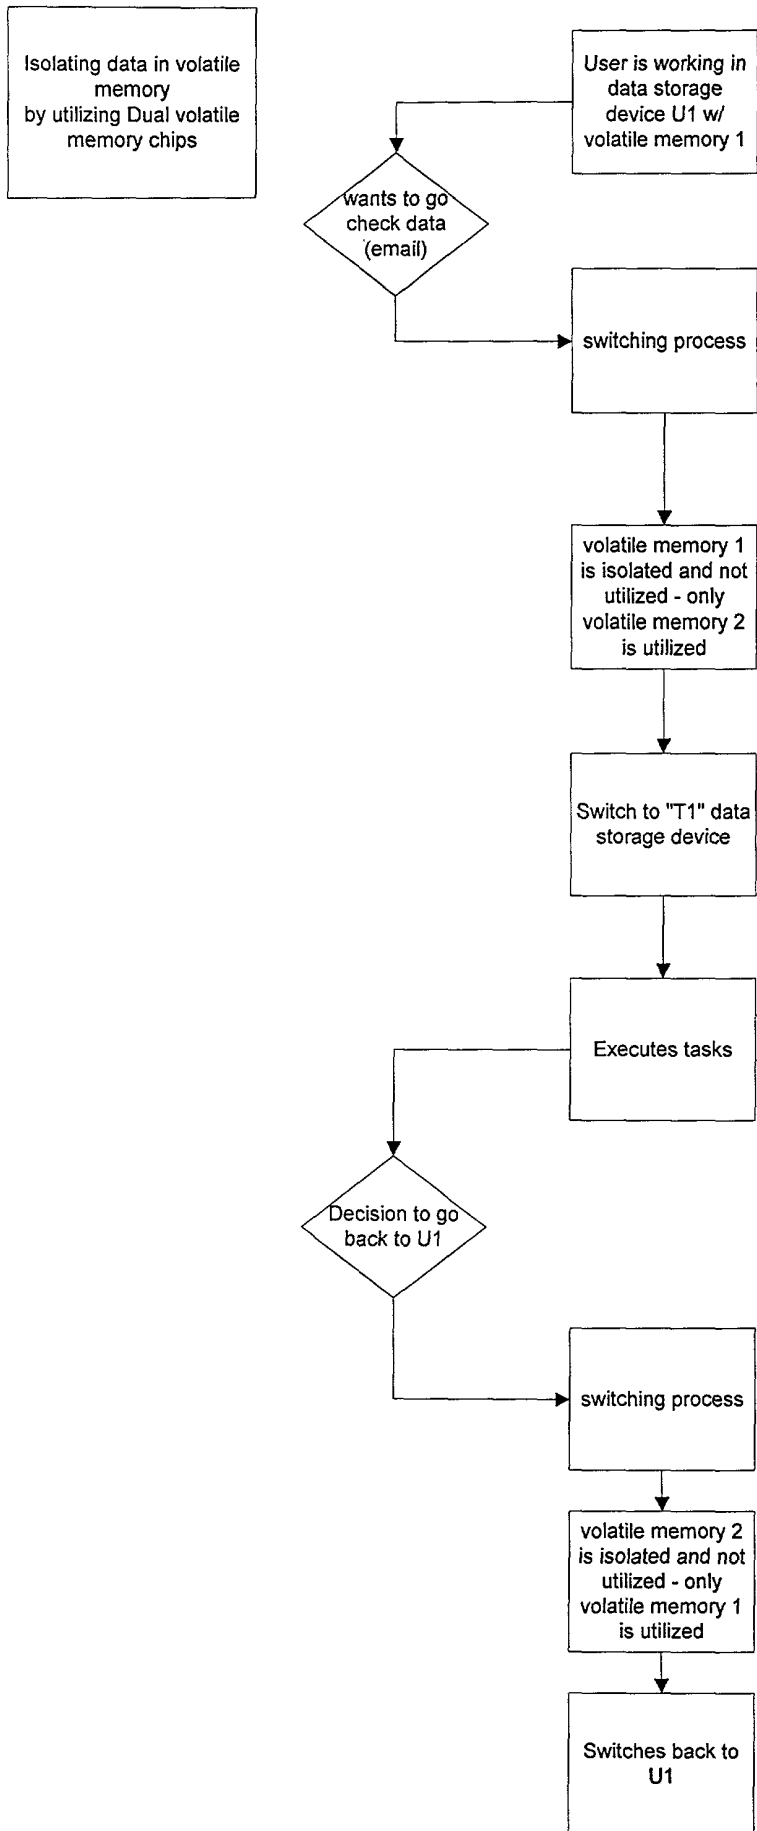 Isolating data in volatile
memory
by utilizing Dual volatile
memory chips
User is working in
data storage
device U1 w/
volatile memory 1
wants to go
check data
(email)
switching process
volatile memory 1
is isolated and not
utilized - only
volatile memory 2
is utilized
Switch to "T1" data
storage device
Executes tasks
Decision to go
back to U1
switching process
volatile memory 2
is isolated and not
utilized - only
volatile memory 1
is utilized
Switches back to
U1